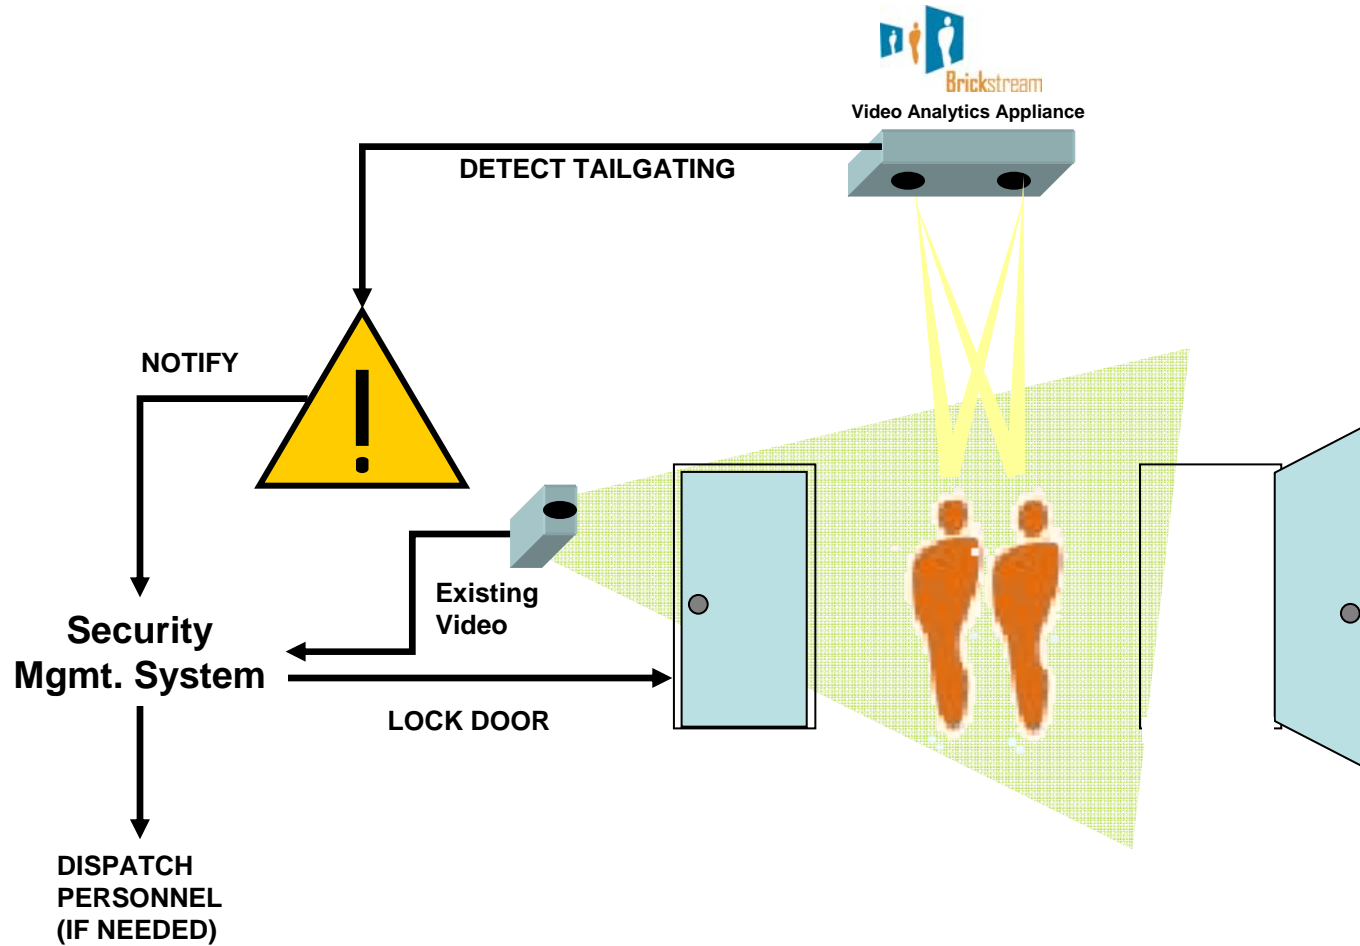 Brickstream
Video Analytics Appliance
DETECT TAILGATING
NOTIFY
!
Existing
Video
Security
Mgmt. System
LOCK DOOR
DISPATCH
PERSONNEL
(IF NEEDED)